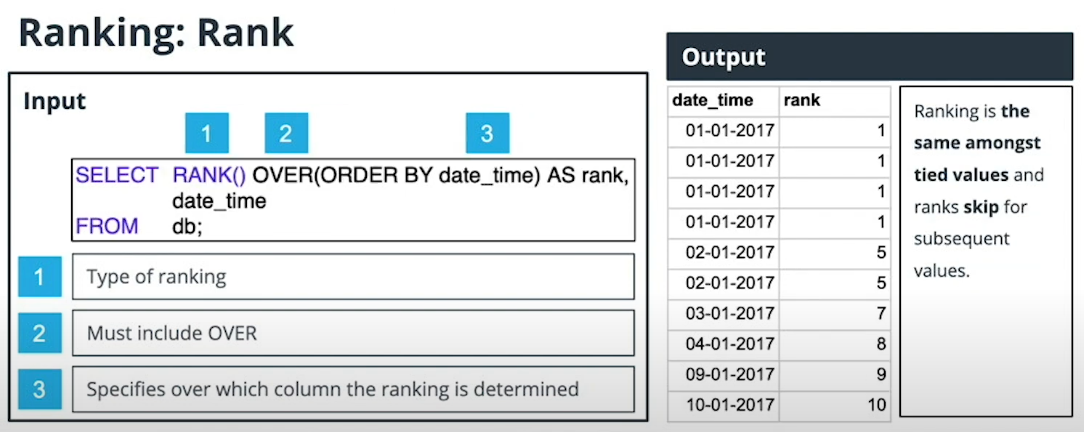 Ranking: Rank
Input
1 2 3
SELECT RANK() OVER(ORDER BY date_time) AS rank,
date_time
FROM db;
1 Type of ranking
2 Must include OVER
3 Specifies over which column the ranking is determined
Output
date_time rank
01-01-2017 1
01-01-2017 1
01-01-2017 1
01-01-2017 1
02-01-2017 5
02-01-2017 5
03-01-2017 7
04-01-2017 8
09-01-2017 9
10-01-2017 10
Ranking is the
same amongst
tied values and
ranks skip for
subsequent
values.